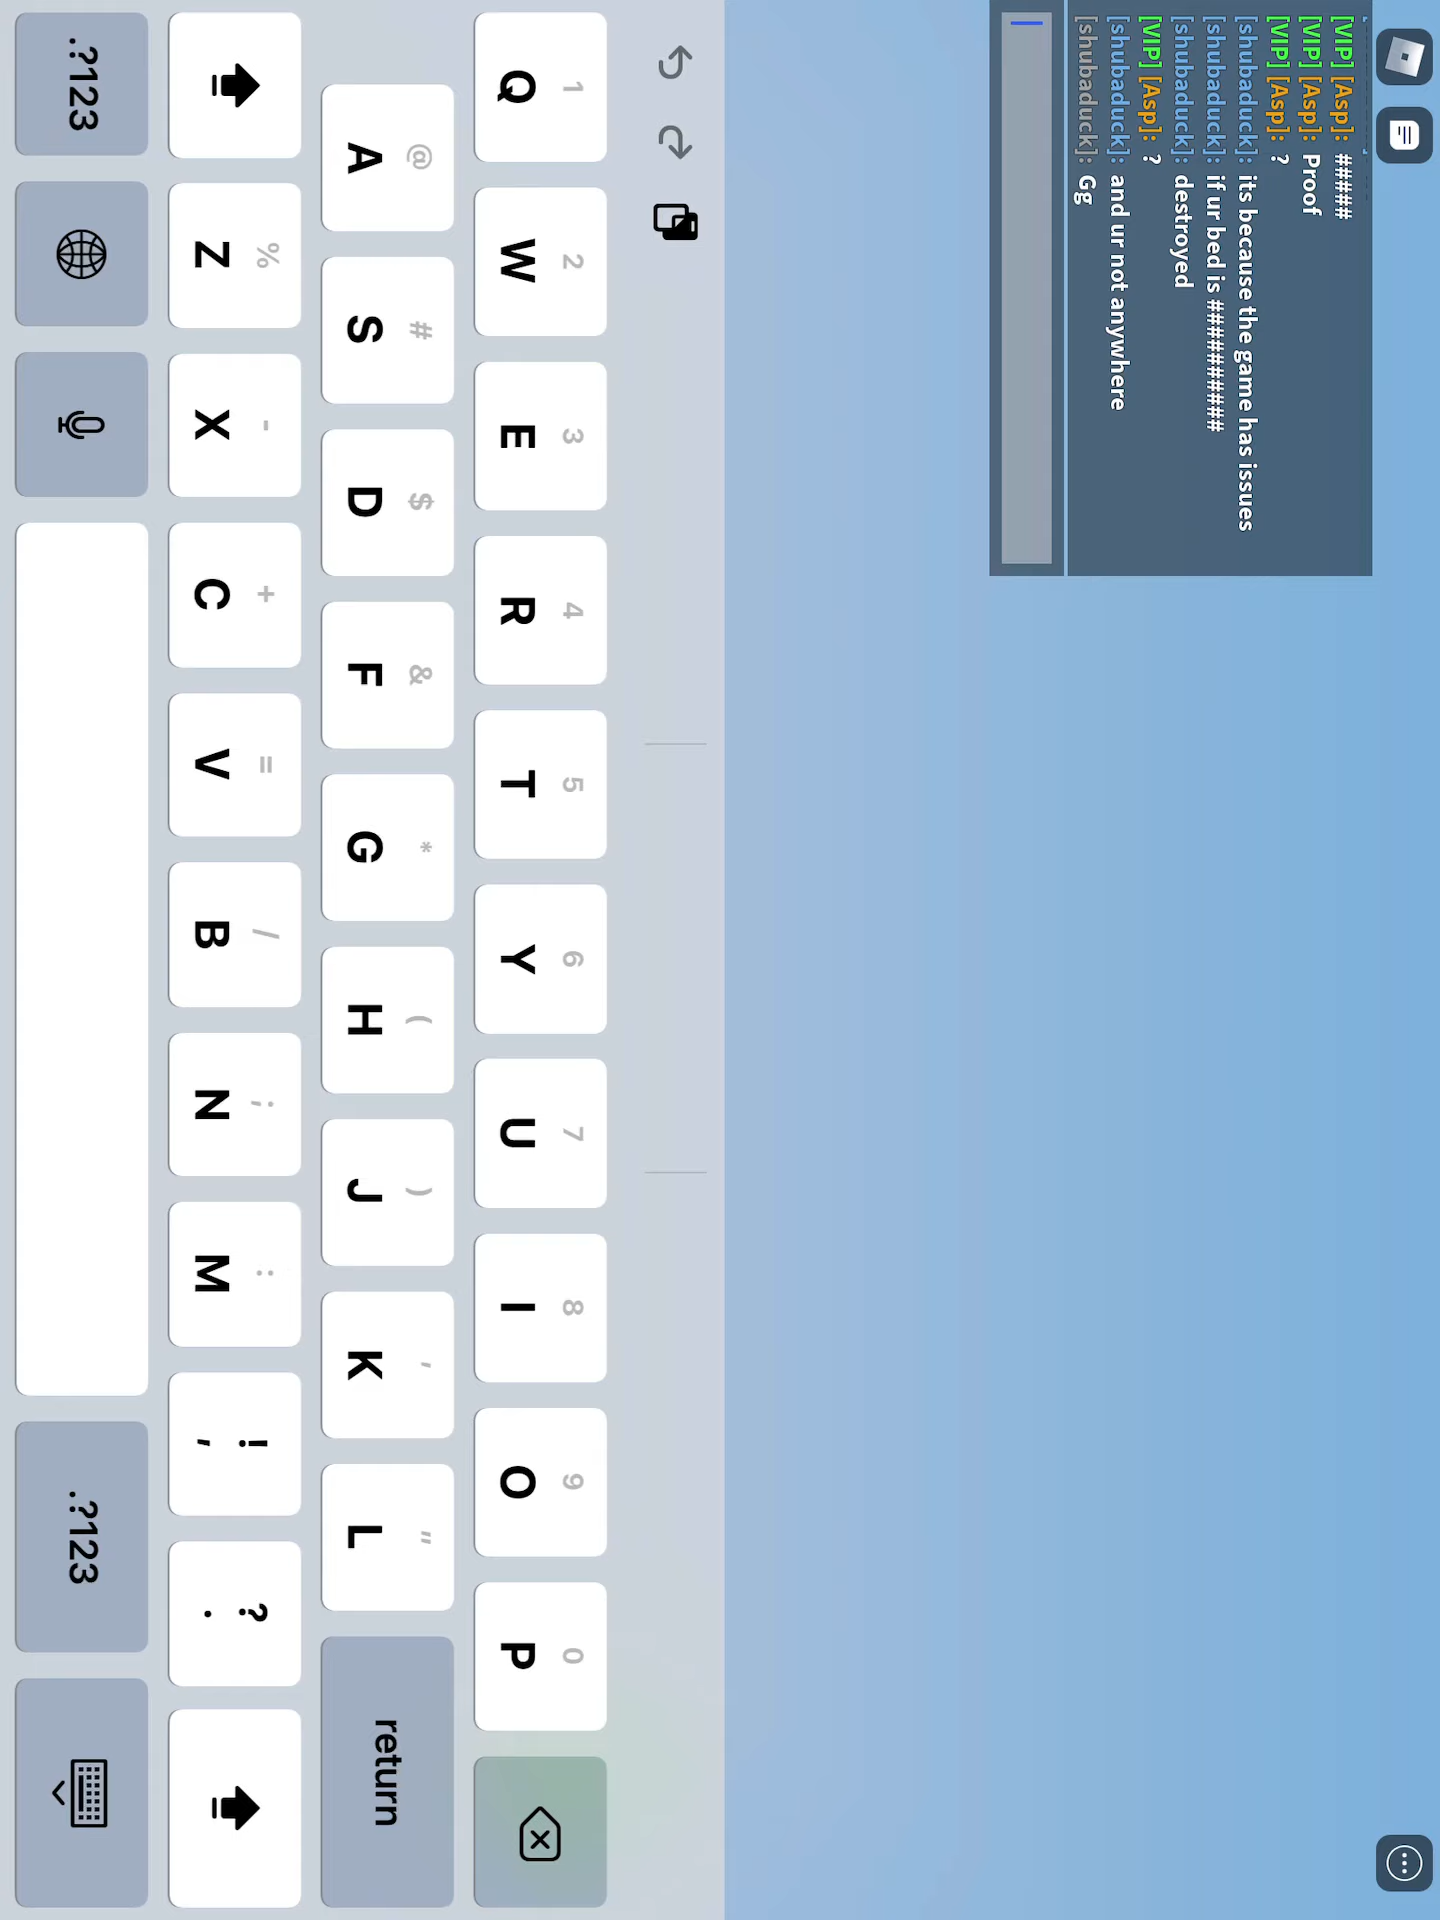 [VIP] [Asp]: #####
[VIP] [Asp]: Proof
[VIP] [Asp]: ?
[shubaduck]: its because the game has issues
[shubaduck]: if ur bed is ##########
[shubaduck]: destroyed
[VIP] [Asp]: ?
[shubaduck]: and ur not anywhere
[shubaduck]: Gg
1 2 3 4 5 6 7 8 9 0
Q W E R T Y U I O P
@ # $ & * ( ) ' "
A S D F G H J K L return
% - + = / ; : ! ?
Z X C V B N M , .
.?123 .?123